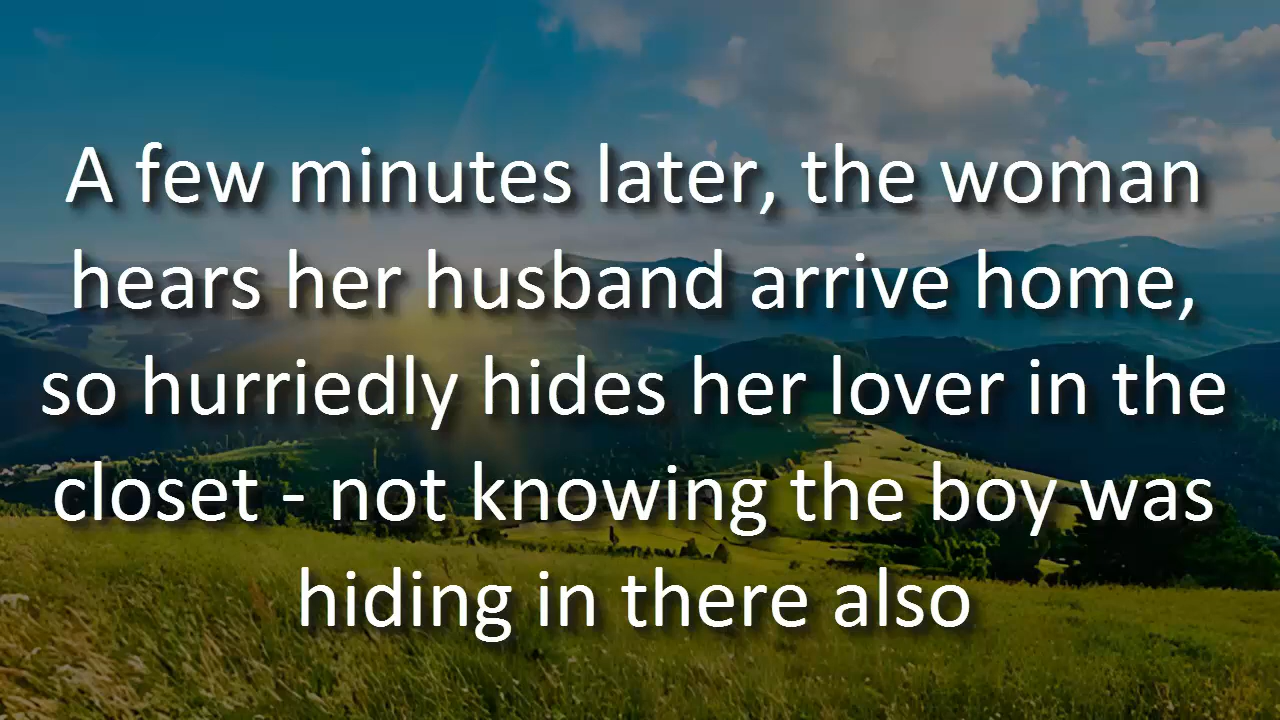 A few minutes later, the woman
hears her husband arrive home,
so hurriedly hides her lover in the
closet - not knowing the boy was
hiding in there also